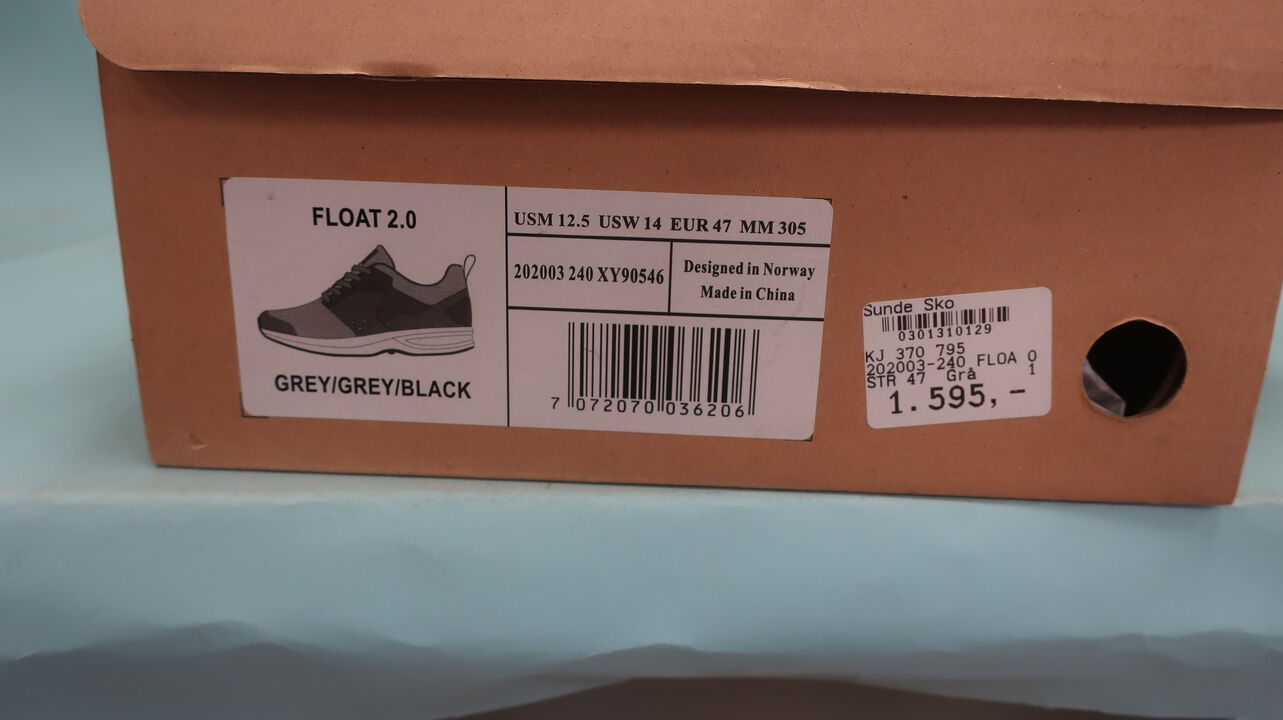 FLOAT 2.0
GREY/GREY/BLACK
USM 12.5 USW 14 EUR 47 MM 305
202003 240 XY90546
Designed in Norway
Made in China
7 072070 036206
Sunde Sko
0301310129
KJ 370 795
202003-240 FLOA 0
STR 47 Grå 1
1.595,-